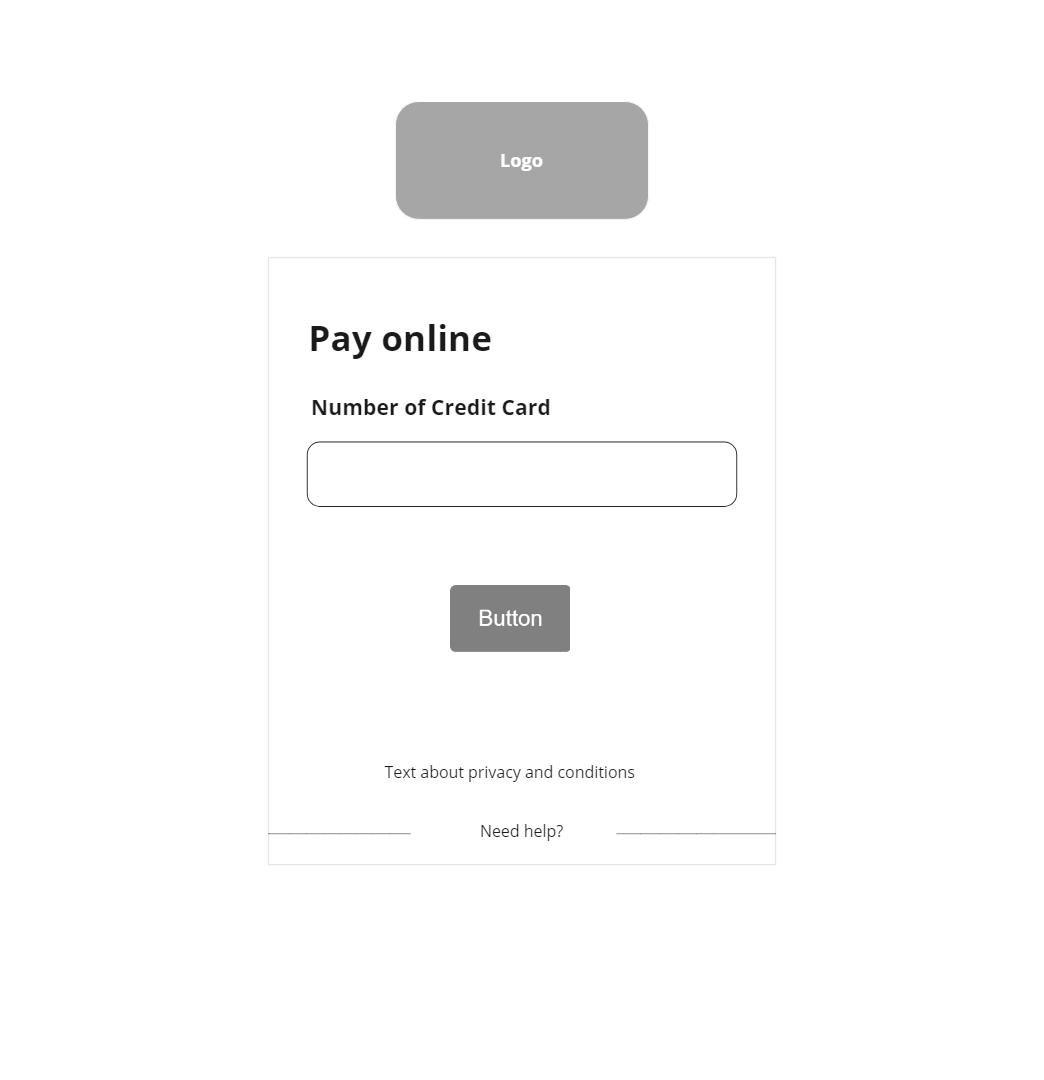 Logo
Pay online
Number of Credit Card
Button
Text about privacy and conditions
Need help?